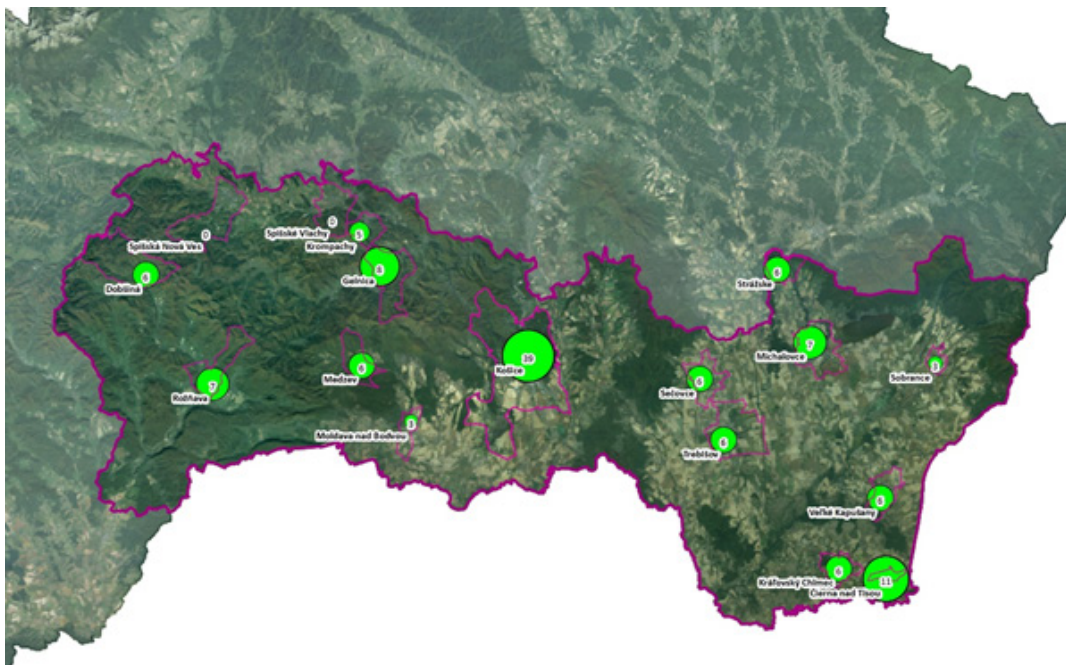 0
Spišská Nová Ves
0
Spišské Vlachy
5
Krompachy
6
Dobšiná
8
Gelnica
6
Strážske
39
Košice
7
Michalovce
3
Sobrance
7
Rožňava
6
Medzev
6
Sečovce
3
Moldava nad Bodvou
6
Trebišov
6
Veľké Kapušany
6
Kráľovský Chlmec
11
Čierna nad Tisou